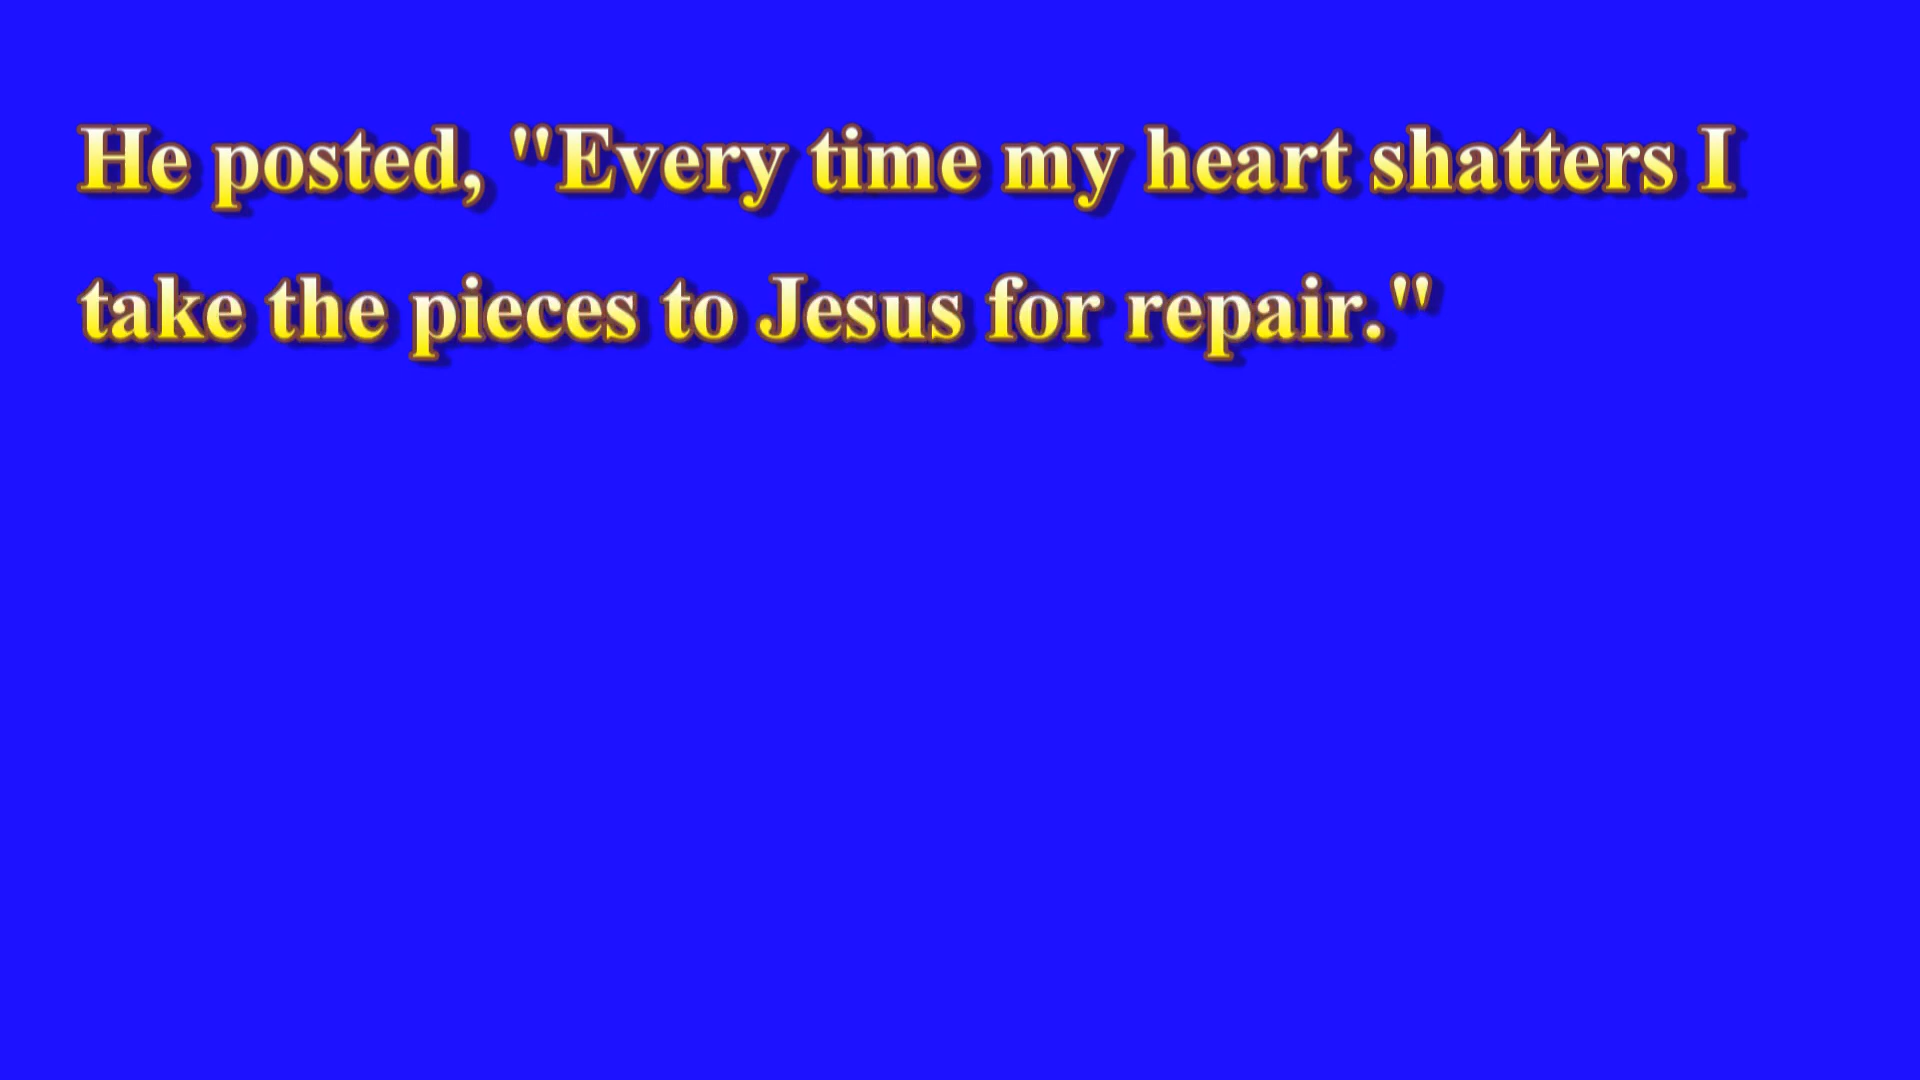 He posted, "Every time my heart shatters I
take the pieces to Jesus for repair."